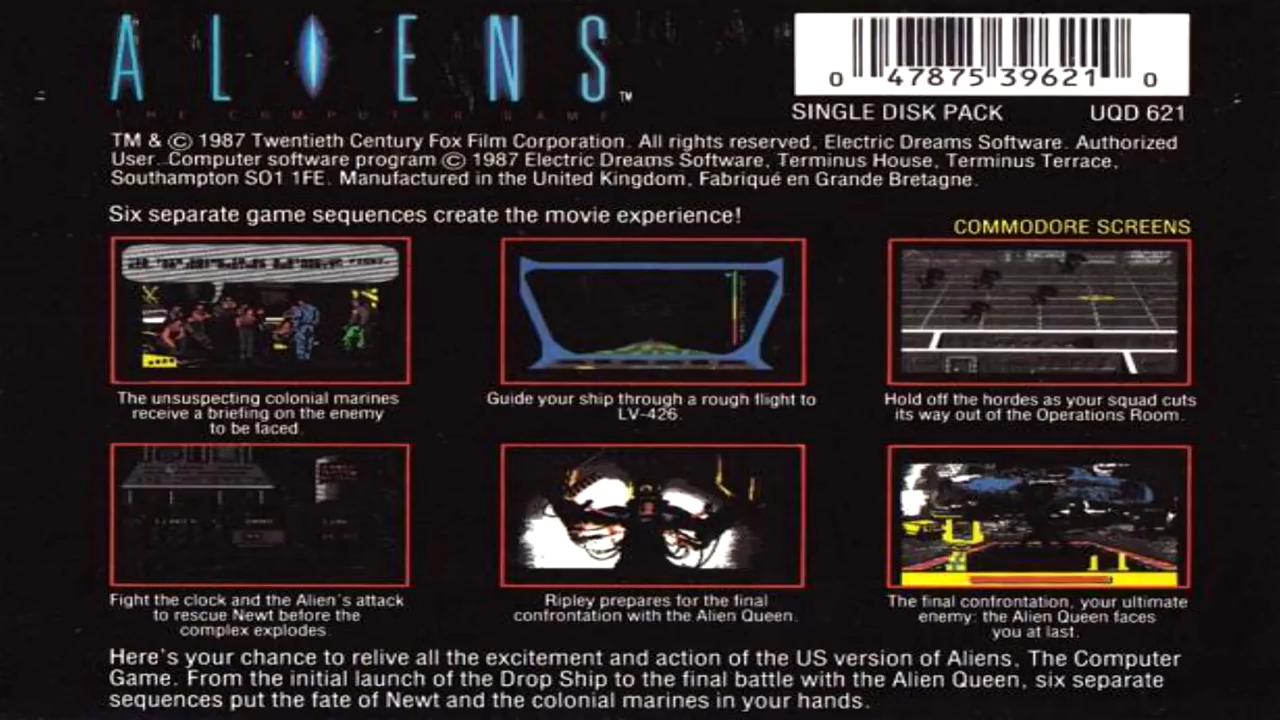 ALIENS™
THE COMPUTER GAME
0 47875 39621 0
SINGLE DISK PACK UQD 621
TM & © 1987 Twentieth Century Fox Film Corporation. All rights reserved, Electric Dreams Software. Authorized
User. Computer software program © 1987 Electric Dreams Software, Terminus House, Terminus Terrace,
Southampton SO1 1FE. Manufactured in the United Kingdom, Fabriqué en Grande Bretagne.
Six separate game sequences create the movie experience!
COMMODORE SCREENS
The unsuspecting colonial marines
receive a briefing on the enemy
to be faced.
Guide your ship through a rough flight to
LV-426.
Hold off the hordes as your squad cuts
its way out of the Operations Room.
Fight the clock and the Alien's attack
to rescue Newt before the
complex explodes.
Ripley prepares for the final
confrontation with the Alien Queen.
The final confrontation, your ultimate
enemy: the Alien Queen faces
you at last.
Here's your chance to relive all the excitement and action of the US version of Aliens, The Computer
Game. From the initial launch of the Drop Ship to the final battle with the Alien Queen, six separate
sequences put the fate of Newt and the colonial marines in your hands.